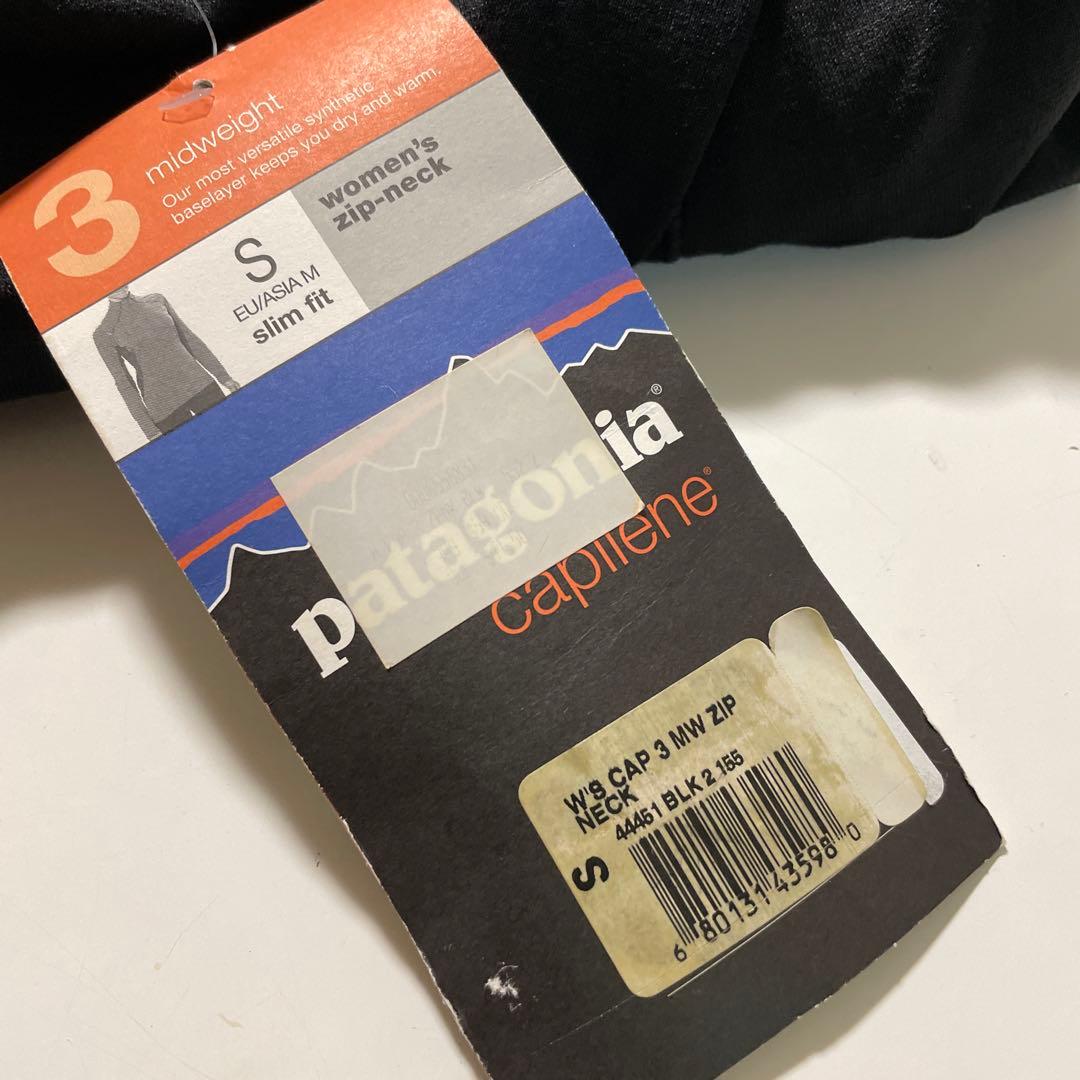 3
midweight
Our most versatile synthetic
baselayer keeps you dry and warm.
women's
zip-neck
S
EU/ASIA M
slim fit
patagonia®
capilene®
W'S CAP 3 MW ZIP
NECK
44451 BLK 2 155
S
6 80131 43598 0